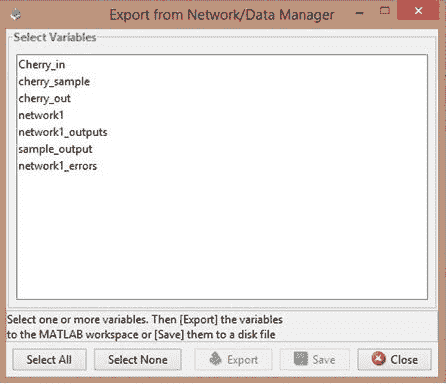 Export from Network/Data Manager
Select Variables
Cherry_in
cherry_sample
cherry_out
network1
network1_outputs
sample_output
network1_errors
Select one or more variables. Then [Export] the variables
to the MATLAB workspace or [Save] them to a disk file
Select All
Select None
Export
Save
Close